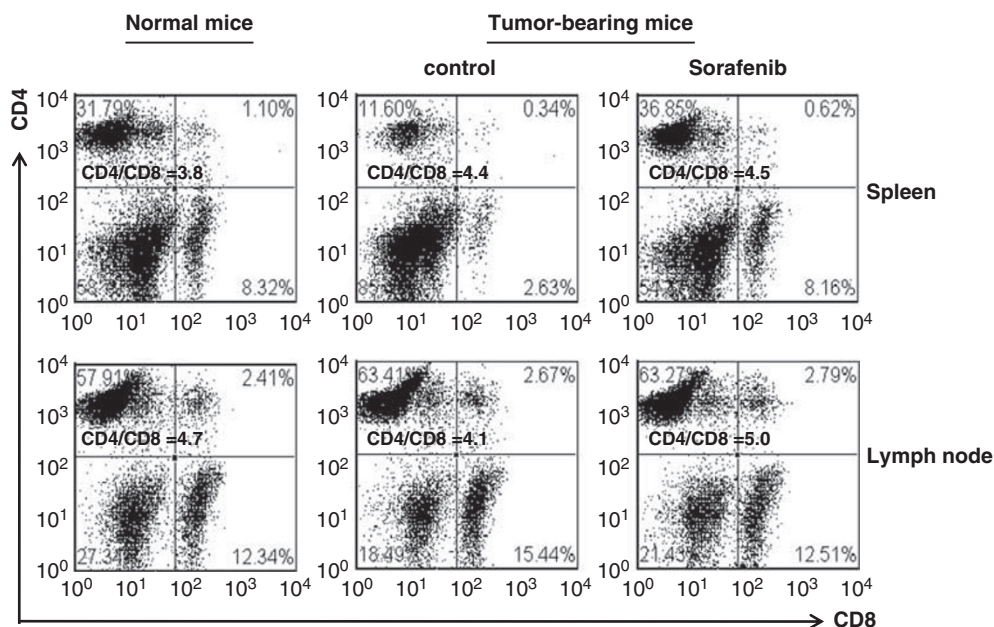 Normal mice
Tumor-bearing mice
control
Sorafenib
CD4
10⁴
10³
10²
10¹
10⁰
31.79%
1.10%
CD4/CD8 =3.8
8.32%
10⁰ 10¹ 10² 10³ 10⁴
10⁴
10³
10²
10¹
10⁰
11.60%
0.34%
CD4/CD8 =4.4
2.63%
10⁰ 10¹ 10² 10³ 10⁴
10⁴
10³
10²
10¹
10⁰
36.85%
0.62%
CD4/CD8 =4.5
8.16%
10⁰ 10¹ 10² 10³ 10⁴
Spleen
10⁴
10³
10²
10¹
10⁰
57.91%
2.41%
CD4/CD8 =4.7
12.34%
10⁰ 10¹ 10² 10³ 10⁴
10⁴
10³
10²
10¹
10⁰
63.41%
2.67%
CD4/CD8 =4.1
18.49%
15.44%
10⁰ 10¹ 10² 10³ 10⁴
10⁴
10³
10²
10¹
10⁰
63.27%
2.79%
CD4/CD8 =5.0
21.43%
12.51%
10⁰ 10¹ 10² 10³ 10⁴
Lymph node
CD8